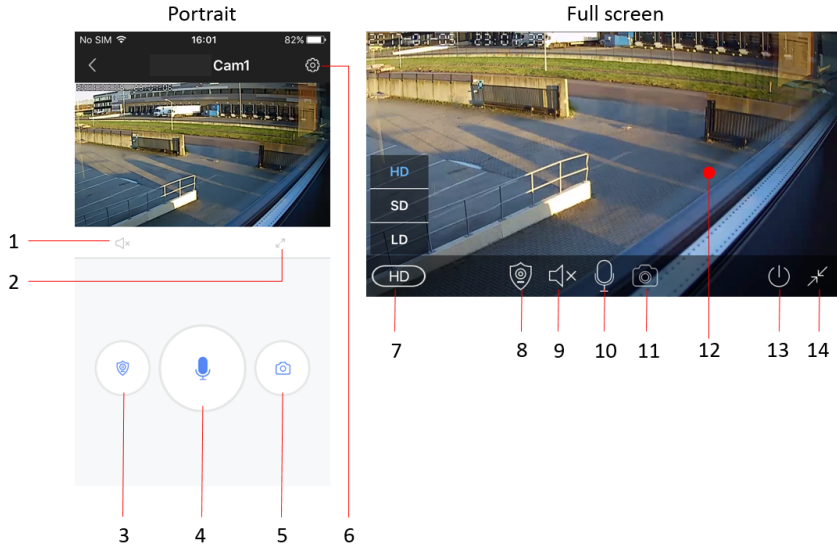 Portrait
Full screen
No SIM 16:01 82%
Cam1
HD
SD
LD
HD
1
2
3 4 5 6
7 8 9 10 11 12 13 14